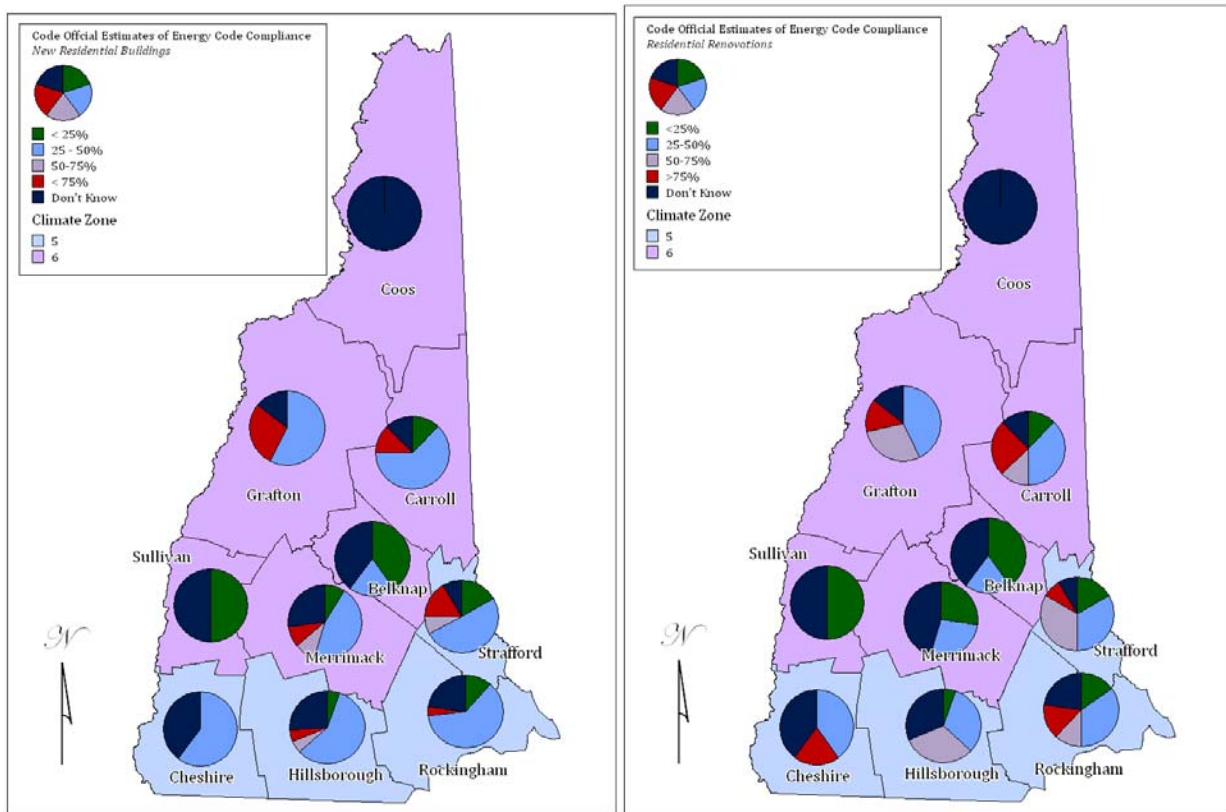 Code Offcial Estimates of Energy Code Compliance
New Residential Buildings
< 25%
25 - 50%
50-75%
< 75%
Don't Know
Climate Zone
5
6
Coos
Grafton
Carroll
Sullivan
Belknap
Merrimack
Strafford
Cheshire
Hillsborough
Rockingham
N
Code Official Estimates of Energy Code Compliance
Residential Renovations
<25%
25-50%
50-75%
>75%
Don't Know
Climate Zone
5
6
Coos
Grafton
Carroll
Sullivan
Belknap
Merrimack
Strafford
Cheshire
Hillsborough
Rockingham
N